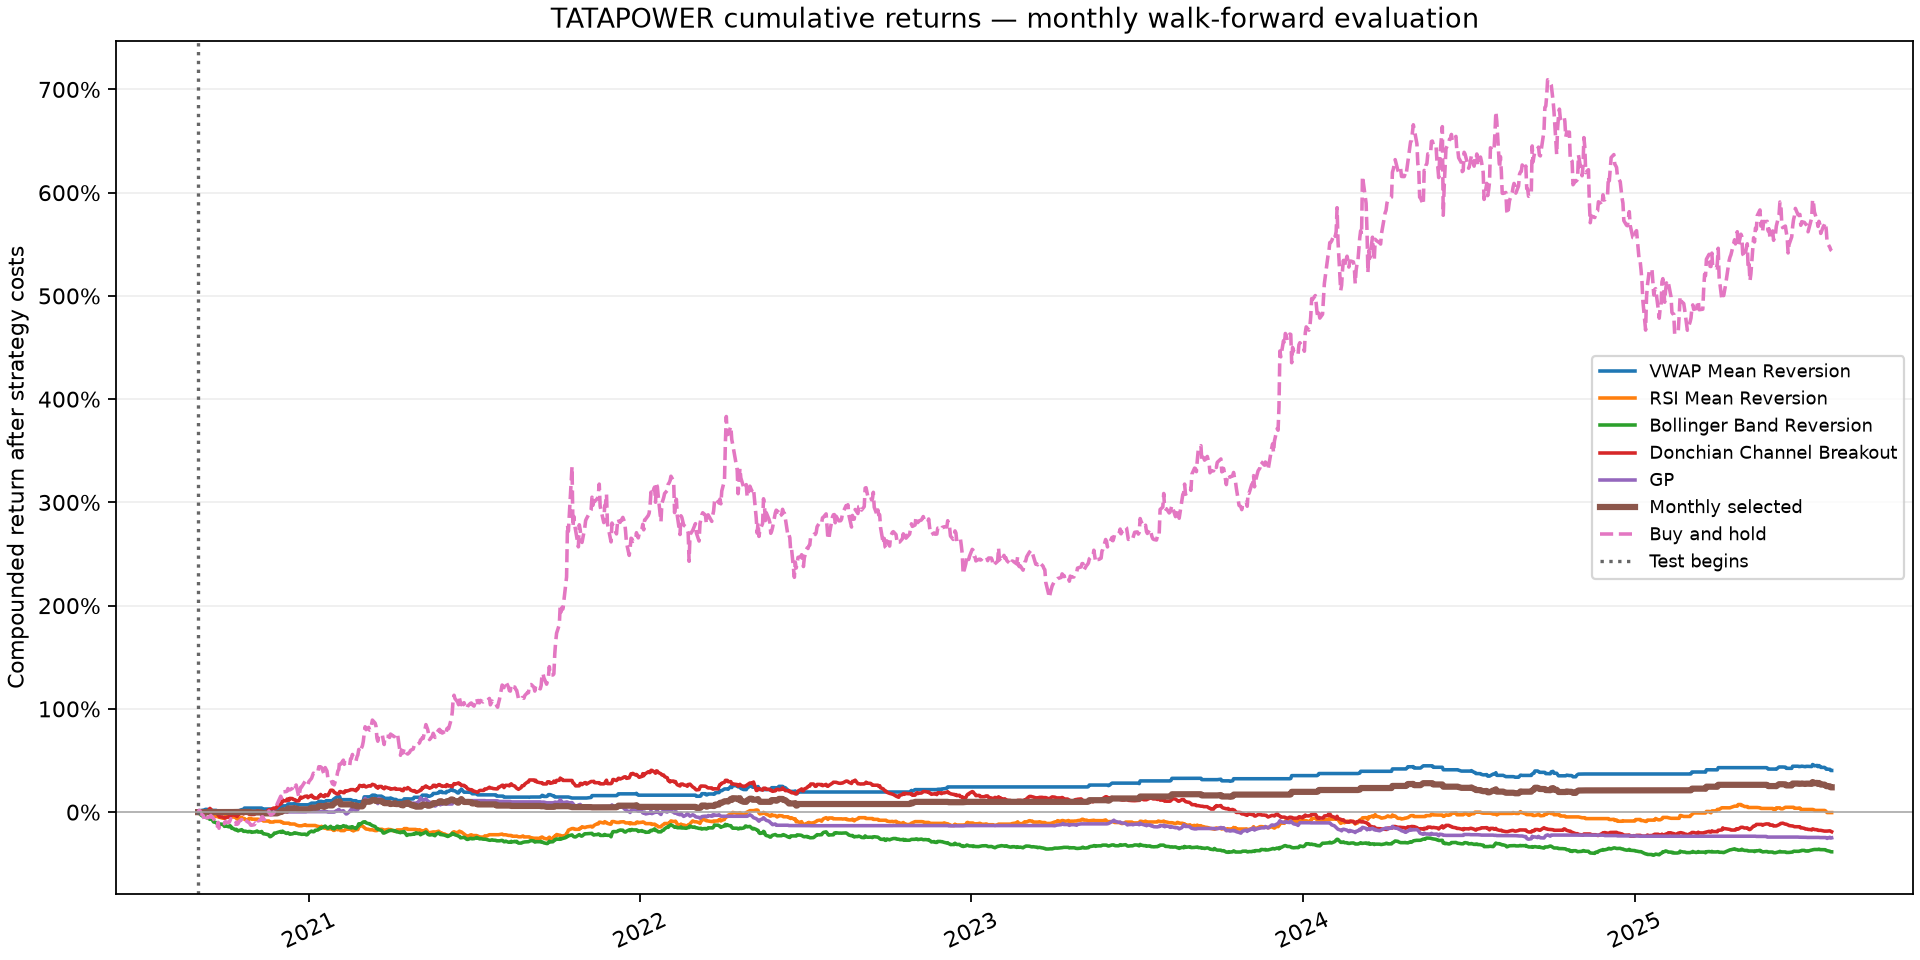 TATAPOWER cumulative returns — monthly walk-forward evaluation
Compounded return after strategy costs
700%
600%
500%
400%
300%
200%
100%
0%
VWAP Mean Reversion
RSI Mean Reversion
Bollinger Band Reversion
Donchian Channel Breakout
GP
Monthly selected
Buy and hold
Test begins
2021
2022
2023
2024
2025